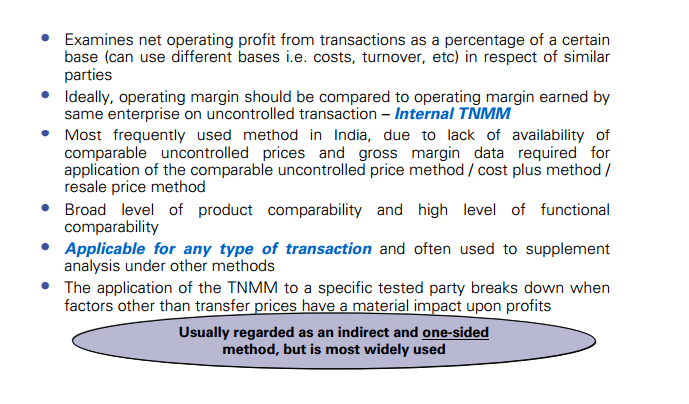 • Examines net operating profit from transactions as a percentage of a certain
base (can use different bases i.e. costs, turnover, etc) in respect of similar
parties
• Ideally, operating margin should be compared to operating margin earned by
same enterprise on uncontrolled transaction – Internal TNMM
• Most frequently used method in India, due to lack of availability of
comparable uncontrolled prices and gross margin data required for
application of the comparable uncontrolled price method / cost plus method /
resale price method
• Broad level of product comparability and high level of functional
comparability
• Applicable for any type of transaction and often used to supplement
analysis under other methods
• The application of the TNMM to a specific tested party breaks down when
factors other than transfer prices have a material impact upon profits
Usually regarded as an indirect and one-sided
method, but is most widely used